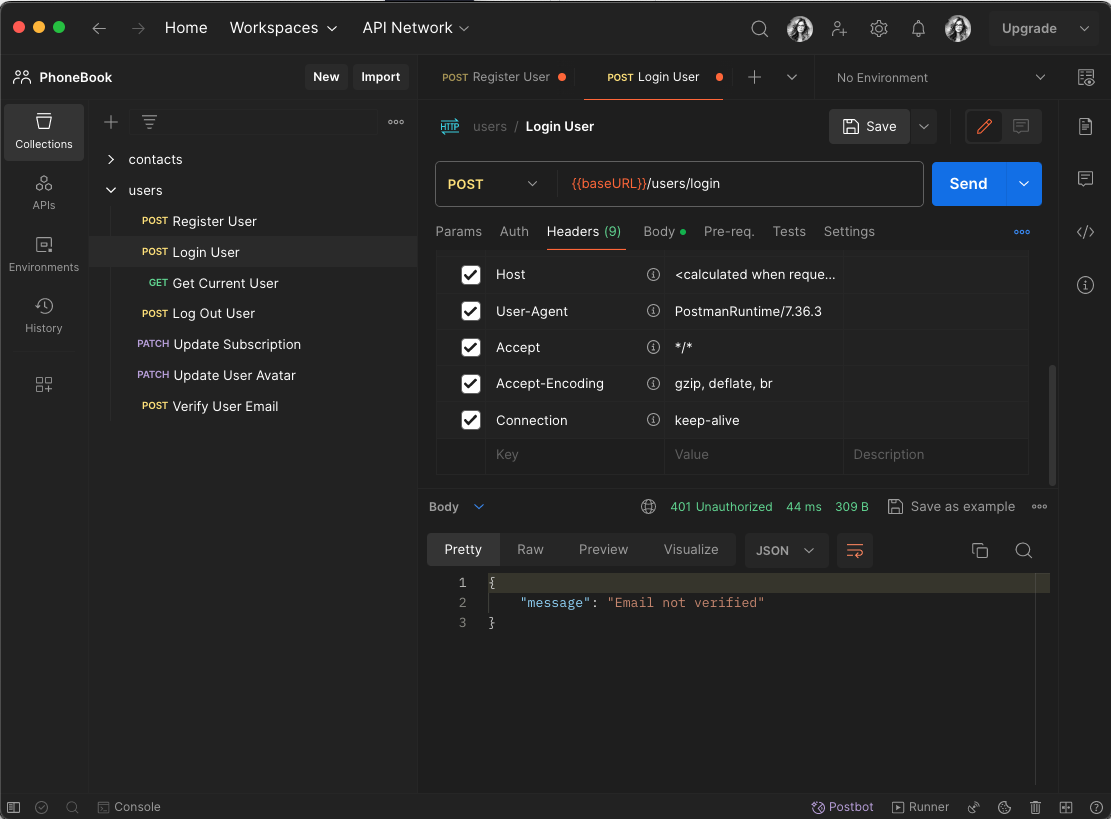 Home Workspaces API Network Upgrade
PhoneBook New Import
POST Register User POST Login User No Environment
Collections
APIs
Environments
History
contacts
users
POST Register User
POST Login User
GET Get Current User
POST Log Out User
PATCH Update Subscription
PATCH Update User Avatar
POST Verify User Email
HTTP users / Login User Save
POST {{baseURL}}/users/login Send
Params Auth Headers (9) Body Pre-req. Tests Settings
Host <calculated when reque...
User-Agent PostmanRuntime/7.36.3
Accept */*
Accept-Encoding gzip, deflate, br
Connection keep-alive
Key Value Description
Body 401 Unauthorized 44 ms 309 B Save as example
Pretty Raw Preview Visualize JSON
1 {
2 "message": "Email not verified"
3 }
Console Postbot Runner